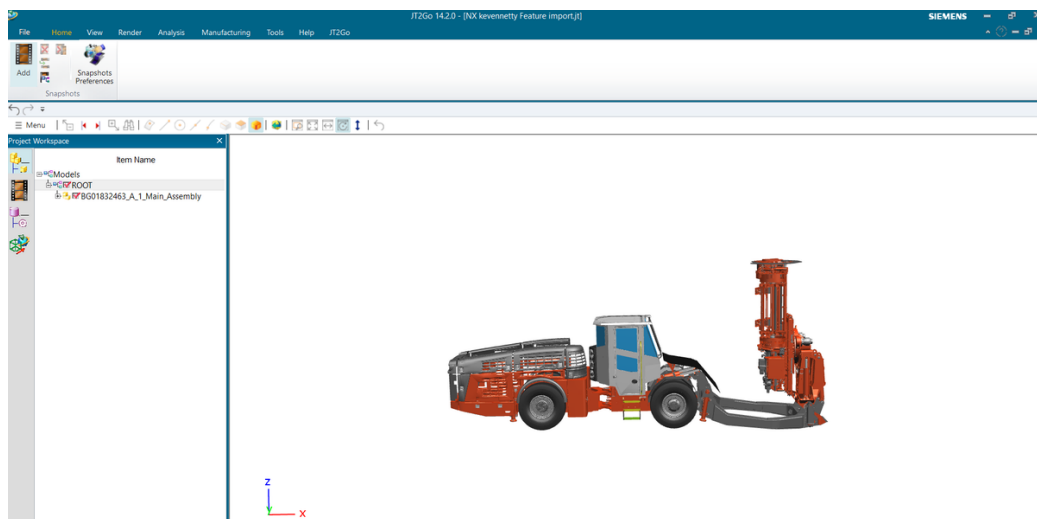 JT2Go 14.2.0 - [NX kevennetty Feature import.jt]
SIEMENS
File Home View Render Analysis Manufacturing Tools Help JT2Go
Add
Snapshots
Preferences
Snapshots
Menu
Project Workspace
Item Name
Models
ROOT
BG01832463_A_1_Main_Assembly
Z
X